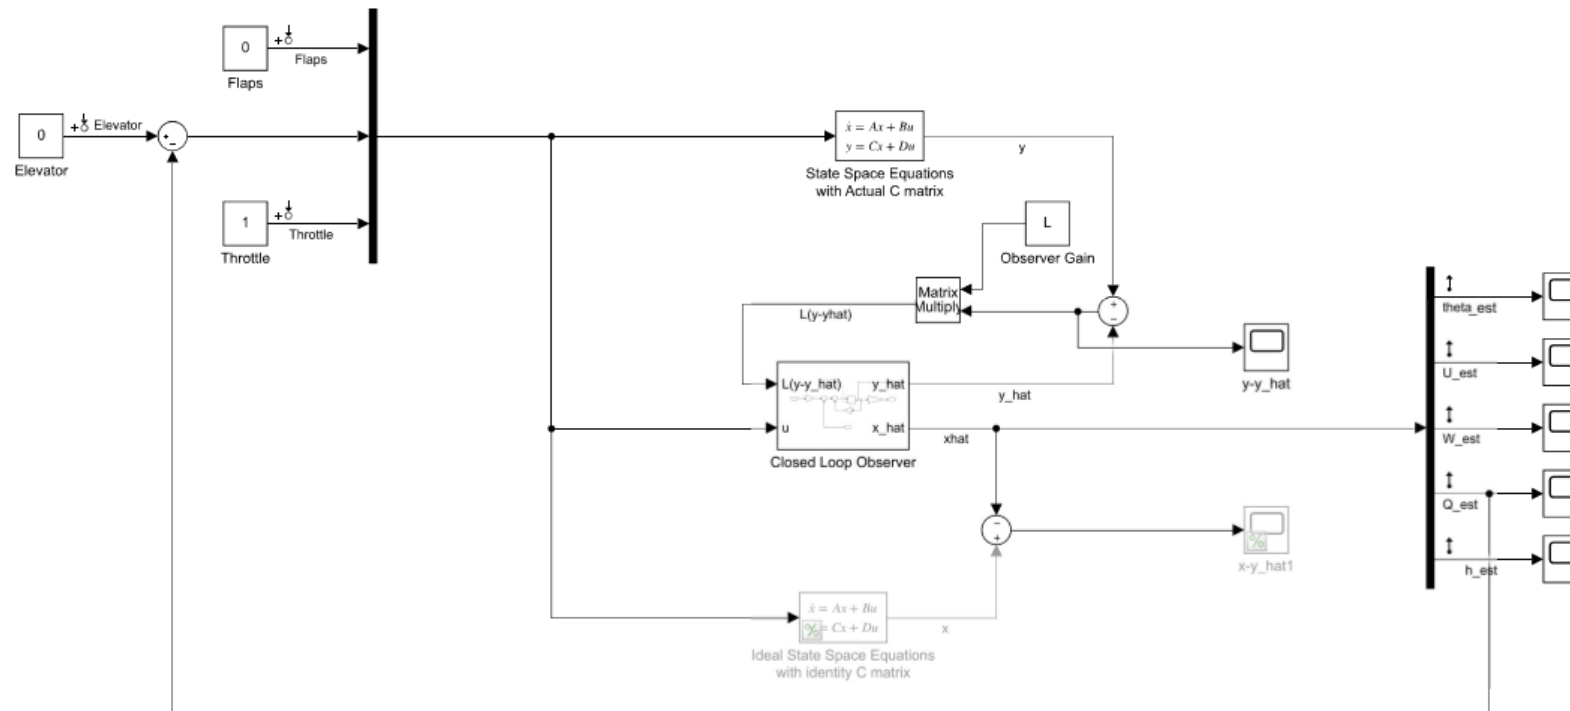 0
Flaps
Flaps
0
Elevator
Elevator
1
Throttle
Throttle
ẋ = Ax + Bu
y = Cx + Du
State Space Equations
with Actual C matrix
y
L
Observer Gain
Matrix
Multiply
L(y-yhat)
y-y_hat
L(y-y_hat)
y_hat
u
x_hat
Closed Loop Observer
y_hat
xhat
theta_est
U_est
W_est
Q_est
h_est
x-y_hat1
ẋ = Ax + Bu
= Cx + Du
Ideal State Space Equations
with identity C matrix
x